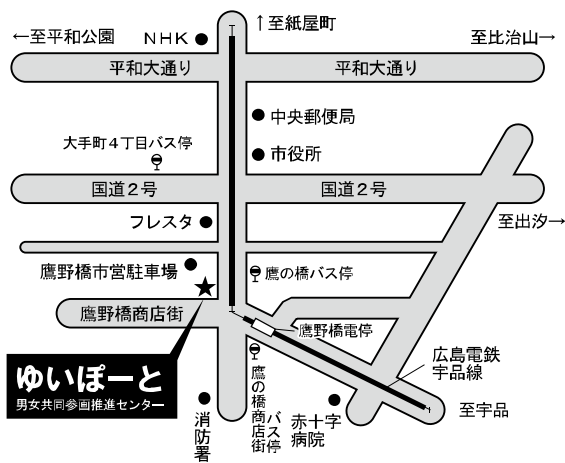 ↑至紙屋町
←至平和公園
NHK
至比治山→
平和大通り
平和大通り
中央郵便局
大手町4丁目バス停
市役所
国道2号
国道2号
フレスタ
至出汐→
鷹野橋市営駐車場
鷹の橋バス停
鷹野橋商店街
鷹野橋電停
広島電鉄
宇品線
ゆいぽーと
男女共同参画推進センター
消防署
鷹の橋商店街
バス停
赤十字
病院
至宇品